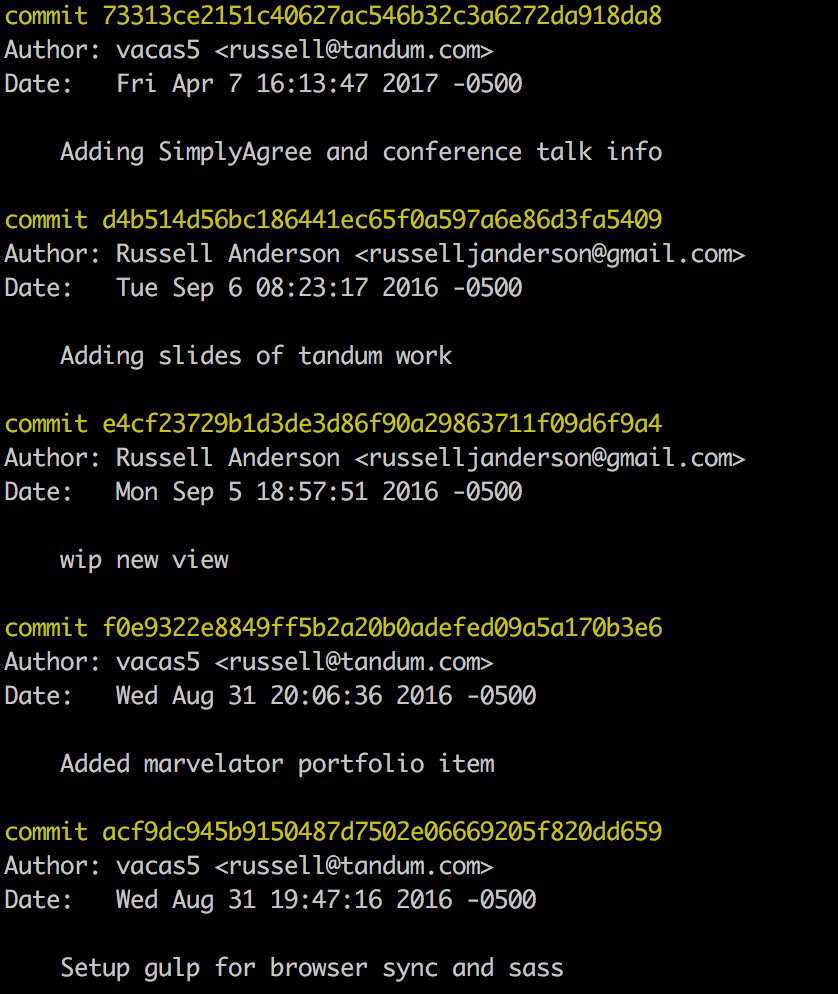 commit 73313ce2151c40627ac546b32c3a6272da918da8
Author: vacas5 <russell@tandum.com>
Date:   Fri Apr 7 16:13:47 2017 -0500
Adding SimplyAgree and conference talk info
commit d4b514d56bc186441ec65f0a597a6e86d3fa5409
Author: Russell Anderson <russelljanderson@gmail.com>
Date:   Tue Sep 6 08:23:17 2016 -0500
Adding slides of tandum work
commit e4cf23729b1d3de3d86f90a29863711f09d6f9a4
Author: Russell Anderson <russelljanderson@gmail.com>
Date:   Mon Sep 5 18:57:51 2016 -0500
wip new view
commit f0e9322e8849ff5b2a20b0adefed09a5a170b3e6
Author: vacas5 <russell@tandum.com>
Date:   Wed Aug 31 20:06:36 2016 -0500
Added marvelator portfolio item
commit acf9dc945b9150487d7502e06669205f820dd659
Author: vacas5 <russell@tandum.com>
Date:   Wed Aug 31 19:47:16 2016 -0500
Setup gulp for browser sync and sass